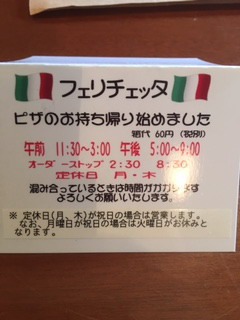 フェリチェッタ
ピザのお持ち帰り始めました
箱代 60円(税別)
午前 11:30~3:00 午後 5:00~9:00
オーダーストップ 2:30 8:30
定休日 月・木
混み合っているときは時間がかかります
よろしくお願いいたします。
※ 定休日(月、木)が祝日の場合は営業します。
なお、月曜日が祝日の場合は火曜日がお休みと
なります。